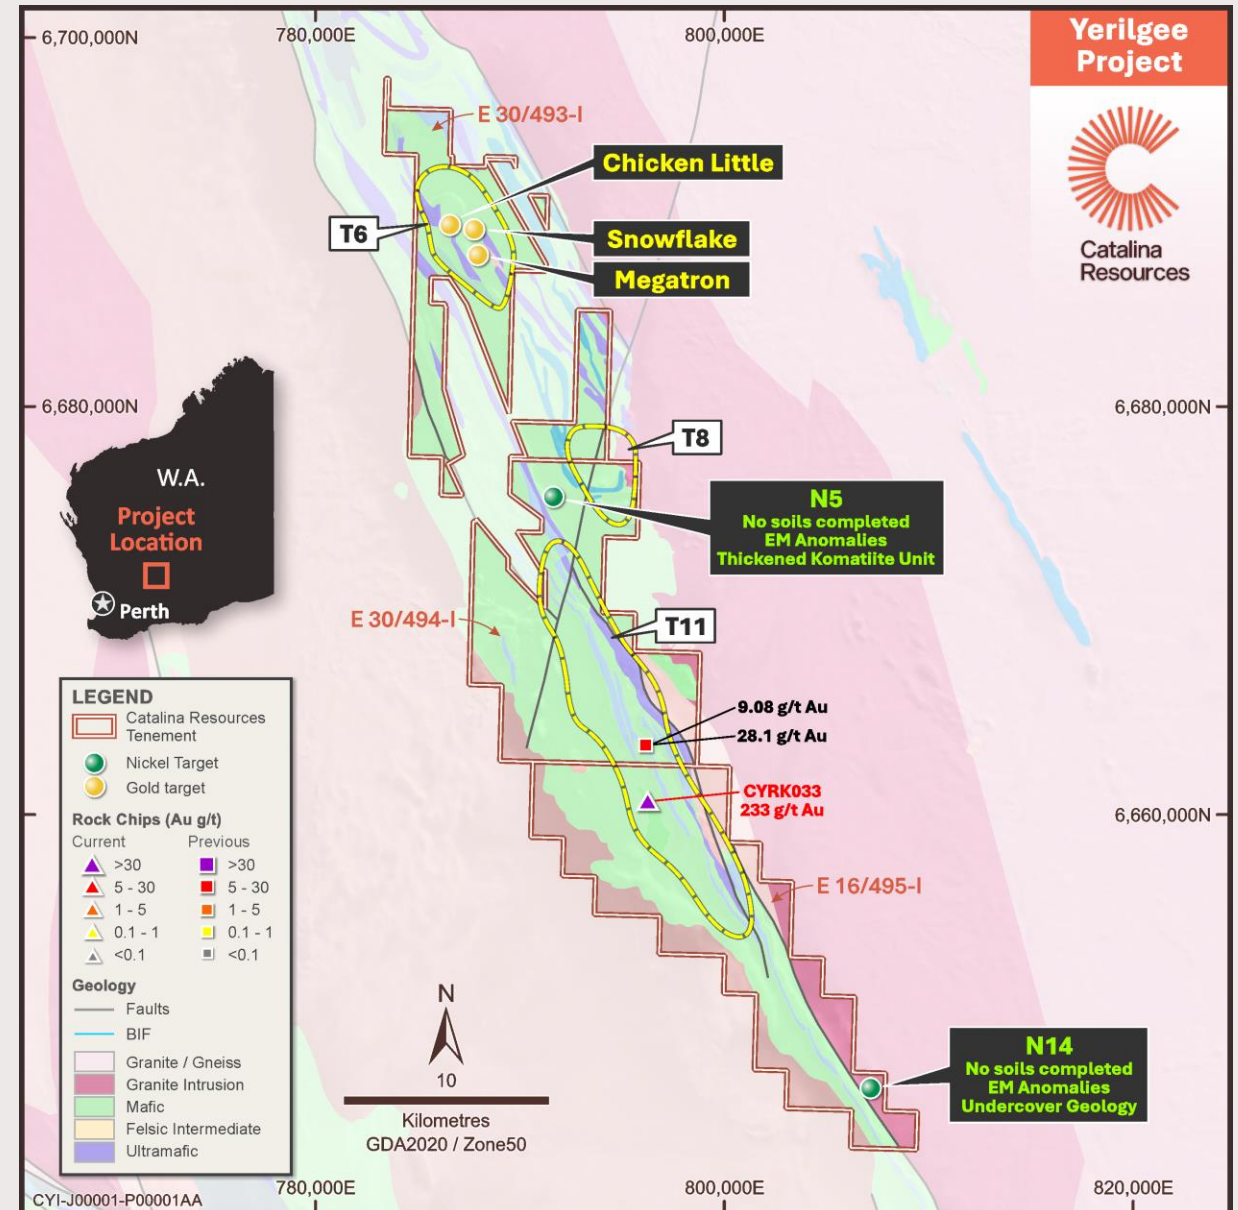 6,700,000N
780,000E
800,000E
Yerilgee
Project
Catalina
Resources
E 30/493-I
Chicken Little
T6
Snowflake
Megatron
6,680,000N
6,680,000N
T8
W.A.
Project
Location
Perth
N5
No soils completed
EM Anomalies
Thickened Komatiite Unit
E 30/494-I
T11
9.08 g/t Au
28.1 g/t Au
CYRK033
233 g/t Au
6,660,000N
E 16/495-I
LEGEND
Catalina Resources
Tenement
Nickel Target
Gold target
Rock Chips (Au g/t)
Current Previous
>30 >30
5 - 30 5 - 30
1 - 5 1 - 5
0.1 - 1 0.1 - 1
<0.1 <0.1
Geology
Faults
BIF
Granite / Gneiss
Granite Intrusion
Mafic
Felsic Intermediate
Ultramafic
N
10
Kilometres
GDA2020 / Zone50
N14
No soils completed
EM Anomalies
Undercover Geology
CYI-J00001-P00001AA
780,000E
800,000E
820,000E